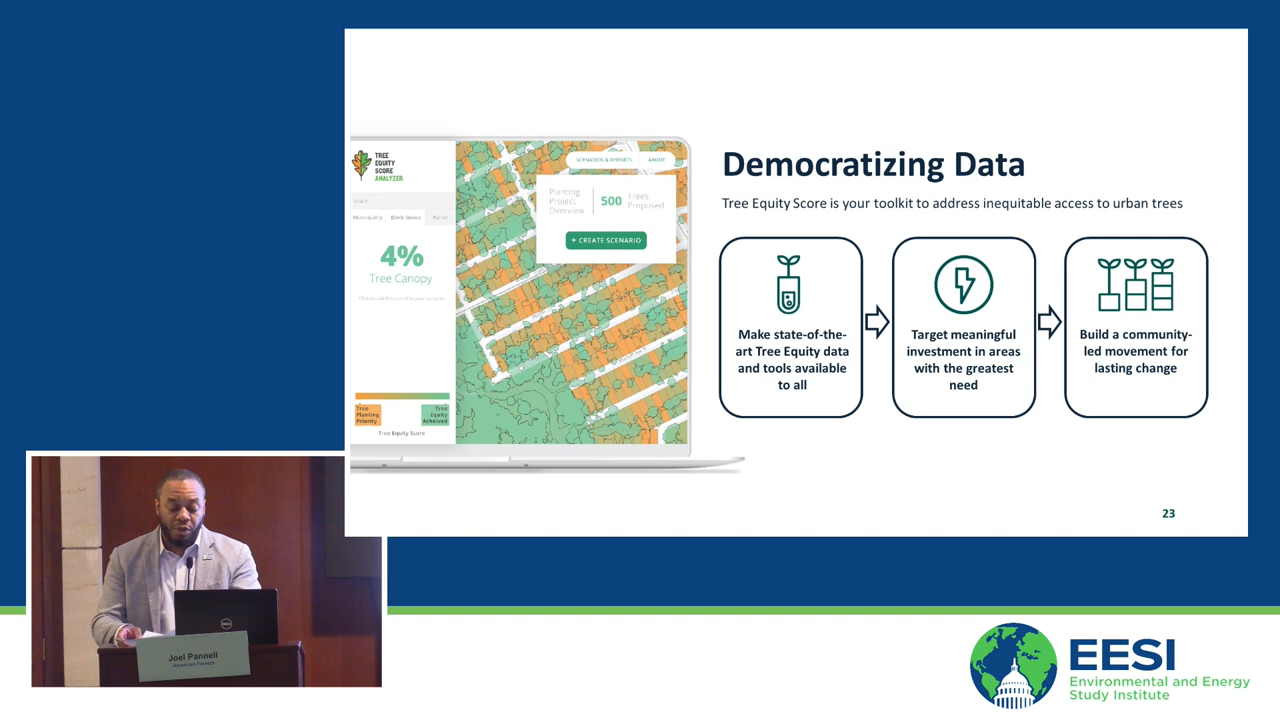 TREE
EQUITY
SCORE
ANALYZER
Search
Municipality
Block Group
Parcel
4%
Tree Canopy
Tree
Planting
Priority
Tree
Equity
Acheived
Tree Equity Score
SCENARIOS & REPORTS
ABOUT
Planting
Project
Overview
500
Trees
Proposed
+ CREATE SCENARIO
Democratizing Data
Tree Equity Score is your toolkit to address inequitable access to urban trees
Make state-of-the-
art Tree Equity data
and tools available
to all
Target meaningful
investment in areas
with the greatest
need
Build a community-
led movement for
lasting change
23
DELL
Joel Pannell
American Forests
EESI
Environmental and Energy
Study Institute